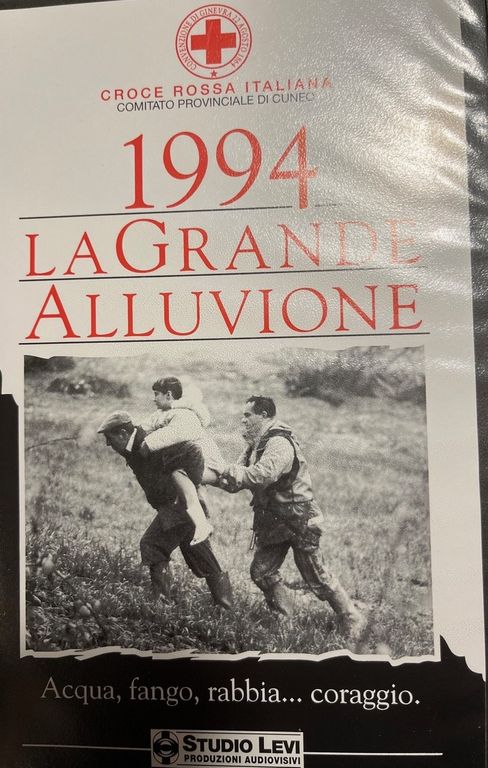 CONVENZIONE DI GINEVRA 22 AGOSTO 1864
CROCE ROSSA ITALIANA
COMITATO PROVINCIALE DI CUNEO
1994
LA GRANDE
ALLUVIONE
Acqua, fango, rabbia... coraggio.
STUDIO LEVI
PRODUZIONI AUDIOVISIVI